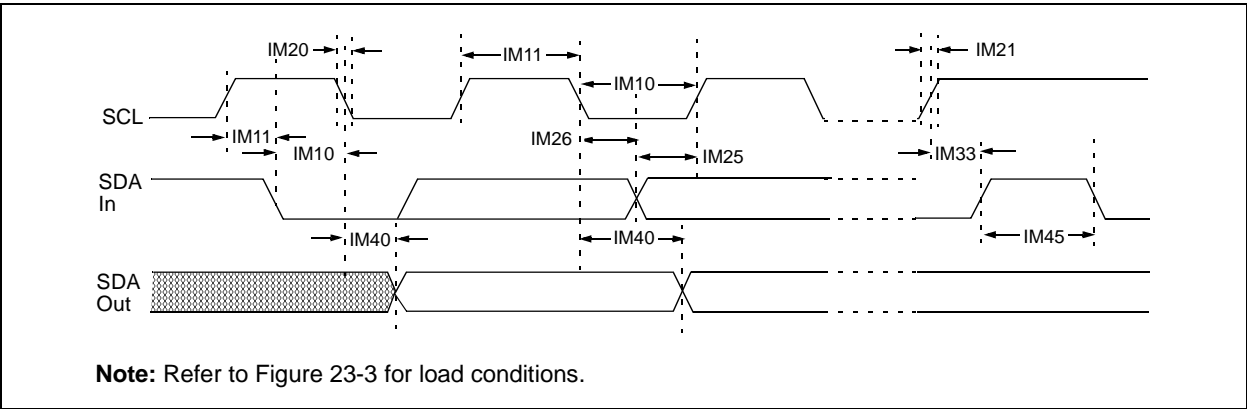 IM20
IM11
IM21
IM10
SCL
IM11
IM10
IM26
IM25
IM33
SDA
In
IM40
IM40
IM45
SDA
Out
Note: Refer to Figure 23-3 for load conditions.